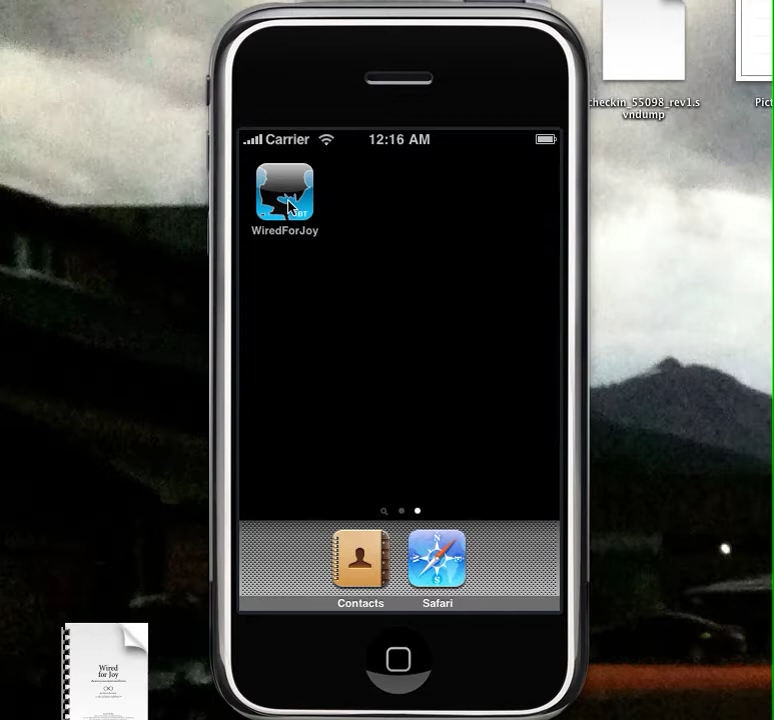 checkin_55098_rev1.s
vndump
Pict
Carrier
12:16 AM
WiredForJoy
Contacts
Safari
Wired
for Joy